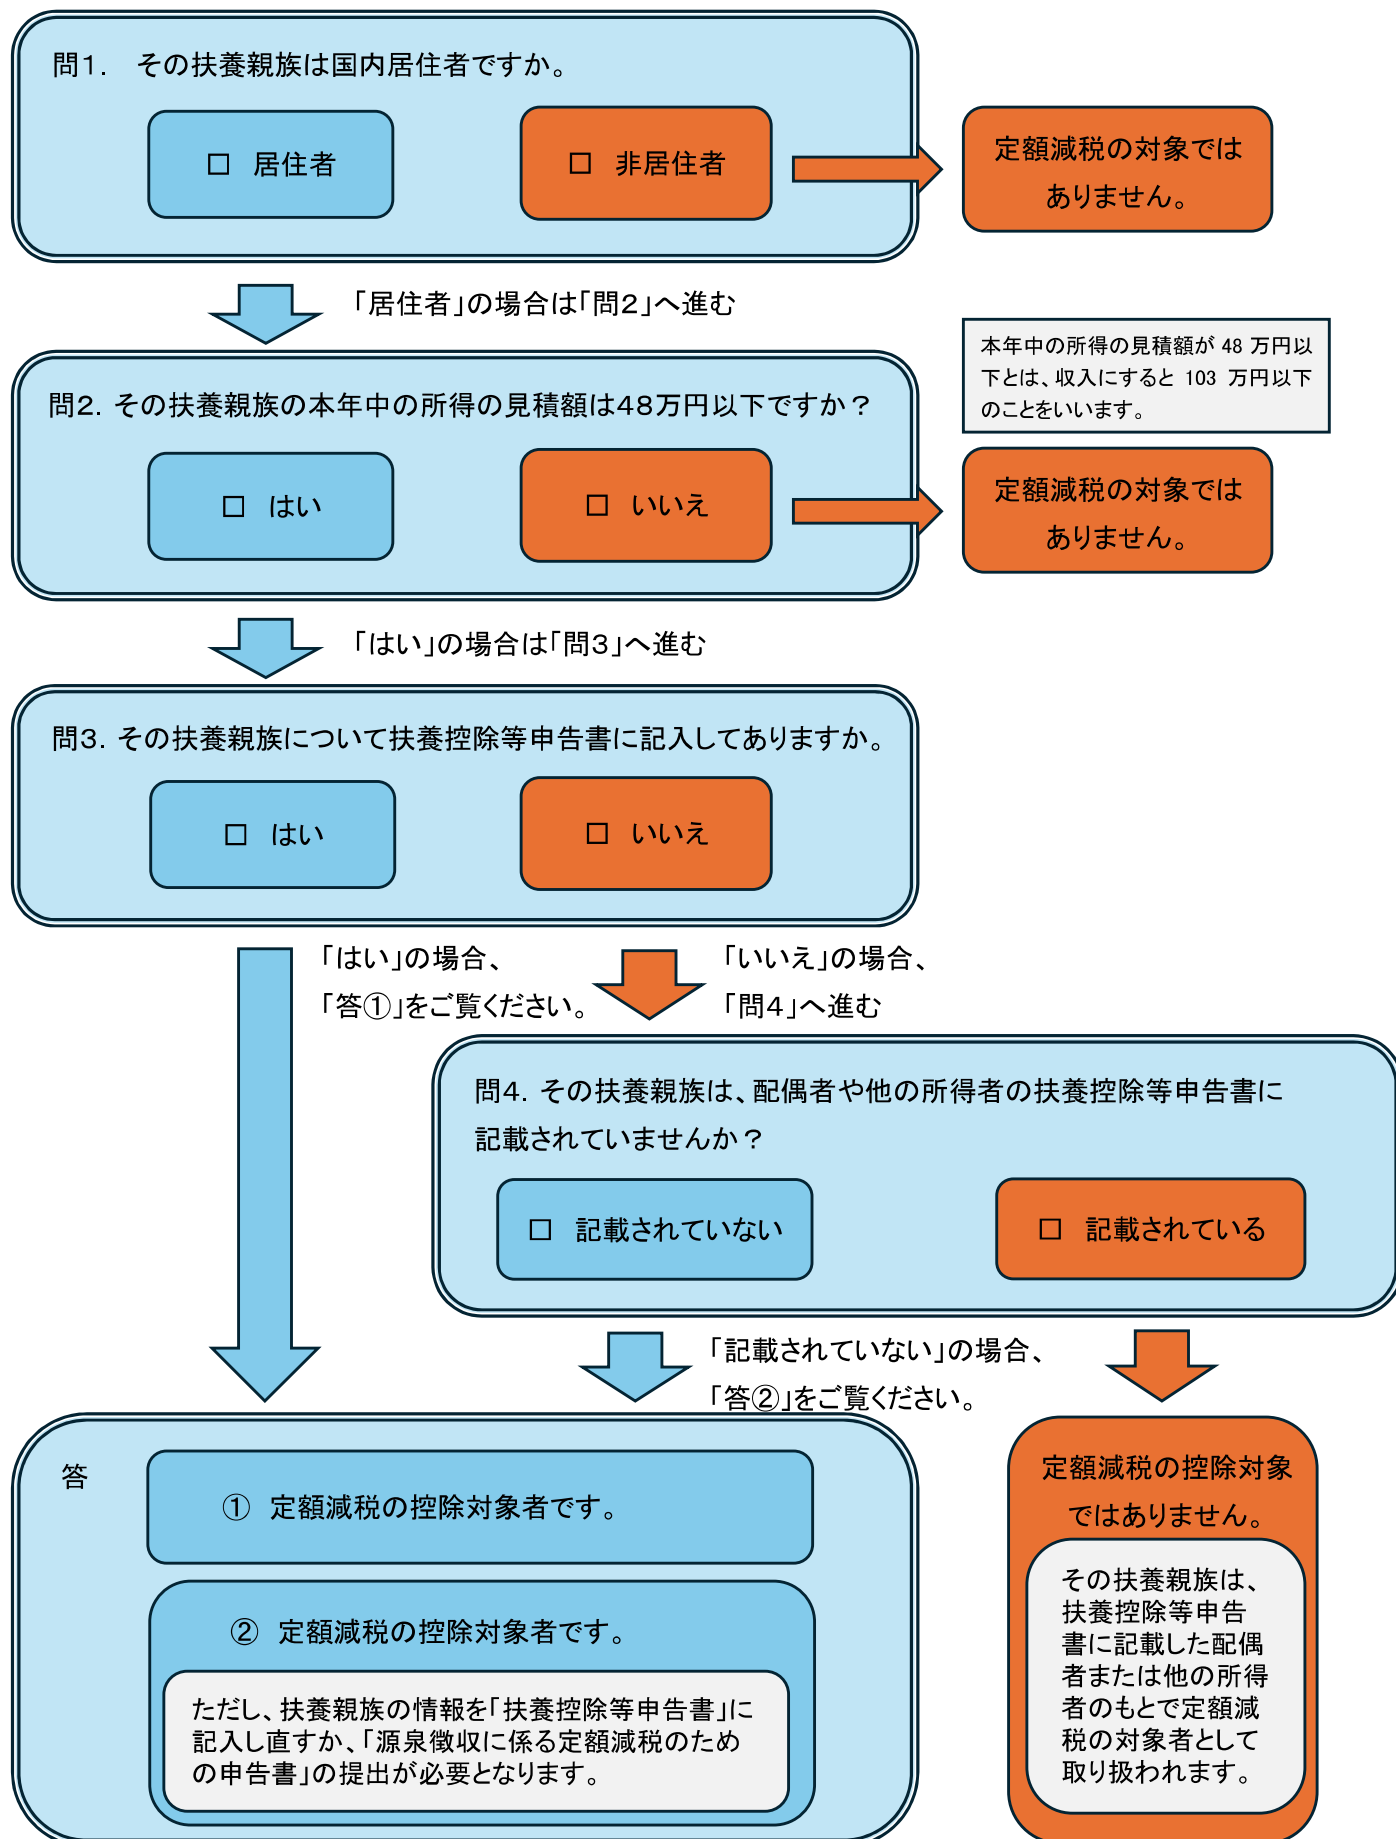 問1.　その扶養親族は国内居住者ですか。
□　居住者
□　非居住者
定額減税の対象では
ありません。
「居住者」の場合は「問2」へ進む
本年中の所得の見積額が 48 万円以
下とは、収入にすると 103 万円以下
のことをいいます。
問2．その扶養親族の本年中の所得の見積額は48万円以下ですか？
□　はい
□　いいえ
定額減税の対象では
ありません。
「はい」の場合は「問3」へ進む
問3．その扶養親族について扶養控除等申告書に記入してありますか。
□　はい
□　いいえ
「はい」の場合、
「答①」をご覧ください。
「いいえ」の場合、
「問4」へ進む
問4．その扶養親族は、配偶者や他の所得者の扶養控除等申告書に
記載されていませんか？
□　記載されていない
□　記載されている
「記載されていない」の場合、
「答②」をご覧ください。
答
①　定額減税の控除対象者です。
②　定額減税の控除対象者です。
ただし、扶養親族の情報を「扶養控除等申告書」に
記入し直すか、「源泉徴収に係る定額減税のため
の申告書」の提出が必要となります。
定額減税の控除対象
ではありません。
その扶養親族は、
扶養控除等申告
書に記載した配偶
者または他の所得
者のもとで定額減
税の対象者として
取り扱われます。